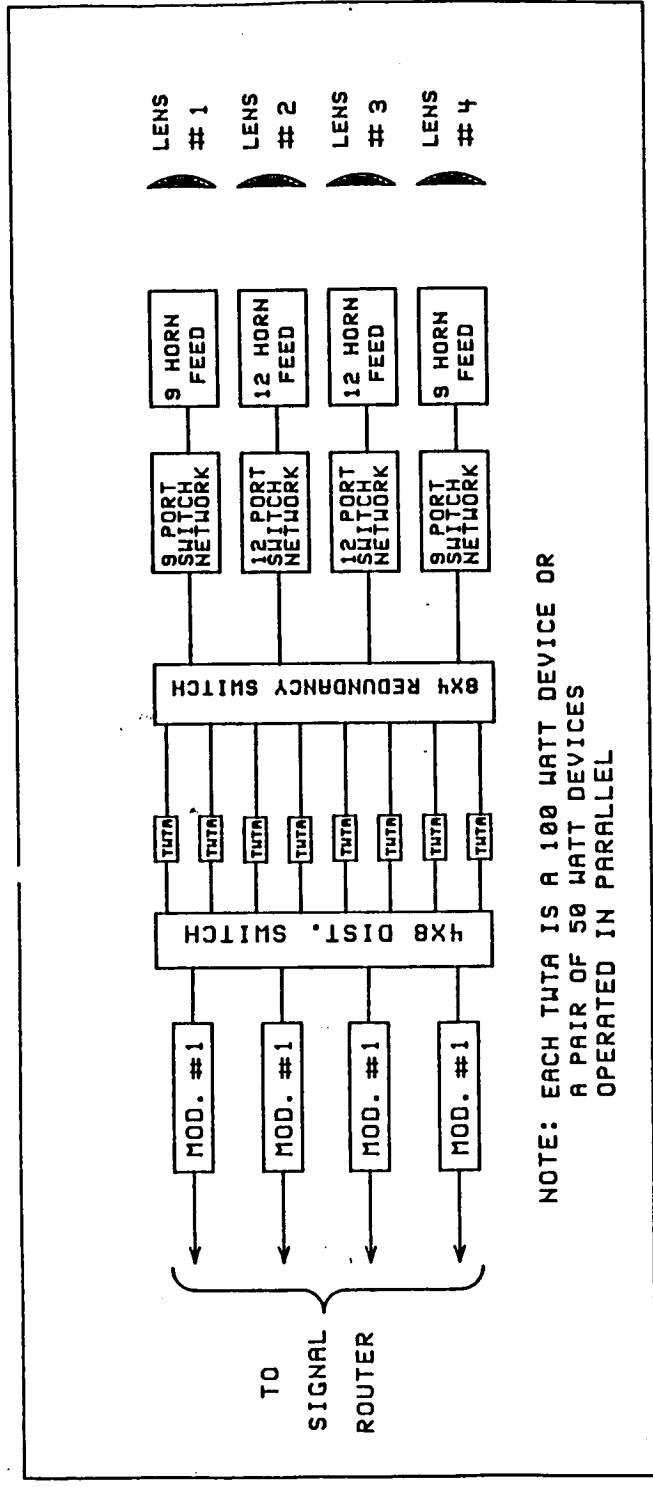 TO
SIGNAL
ROUTER
MOD. #1
MOD. #1
MOD. #1
MOD. #1
4X8 DIST. SWITCH
TWTA
TWTA
TWTA
TWTA
TWTA
TWTA
TWTA
TWTA
8X4 REDUNDANCY SWITCH
9 PORT
SWITCH
NETWORK
12 PORT
SWITCH
NETWORK
12 PORT
SWITCH
NETWORK
9 PORT
SWITCH
NETWORK
9 HORN
FEED
12 HORN
FEED
12 HORN
FEED
9 HORN
FEED
LENS
#1
LENS
#2
LENS
#3
LENS
#4
NOTE: EACH TWTA IS A 100 WATT DEVICE OR
A PAIR OF 50 WATT DEVICES
OPERATED IN PARALLEL